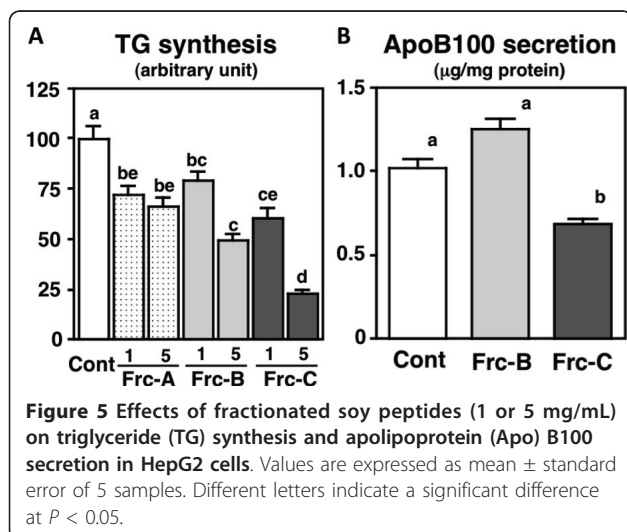 A
TG synthesis
(arbitrary unit)
125
100
75
50
25
0
a
be
be
bc
c
ce
d
Cont
1 5 1 5 1 5
Frc-A Frc-B Frc-C
B
ApoB100 secretion
(µg/mg protein)
1.5
1.0
0.5
0
a
a
b
Cont Frc-B Frc-C
Figure 5 Effects of fractionated soy peptides (1 or 5 mg/mL)
on triglyceride (TG) synthesis and apolipoprotein (Apo) B100
secretion in HepG2 cells. Values are expressed as mean ± standard
error of 5 samples. Different letters indicate a significant difference
at P < 0.05.